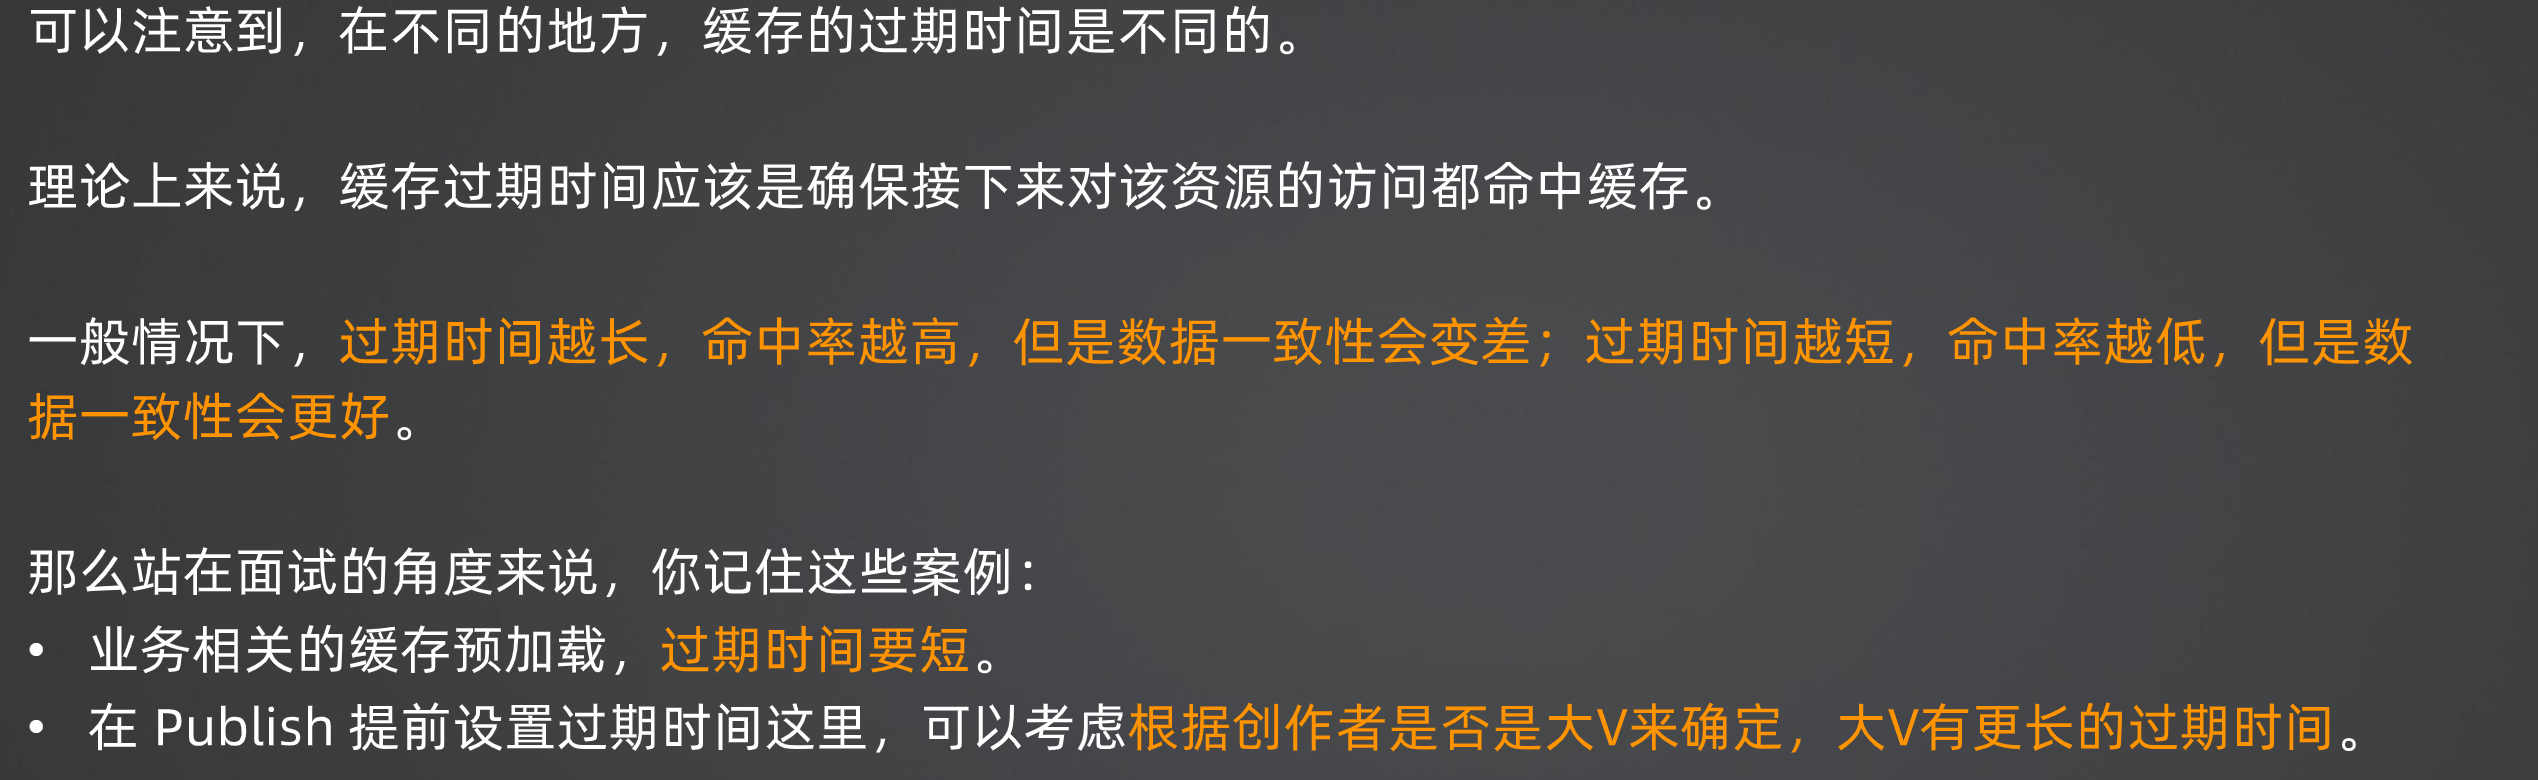 可以注意到，在不同的地方，缓存的过期时间是不同的。
理论上来说，缓存过期时间应该是确保接下来对该资源的访问都命中缓存。
一般情况下，过期时间越长，命中率越高，但是数据一致性会变差；过期时间越短，命中率越低，但是数
据一致性会更好。
那么站在面试的角度来说，你记住这些案例：
• 业务相关的缓存预加载，过期时间要短。
• 在 Publish 提前设置过期时间这里，可以考虑根据创作者是否是大V来确定，大V有更长的过期时间。